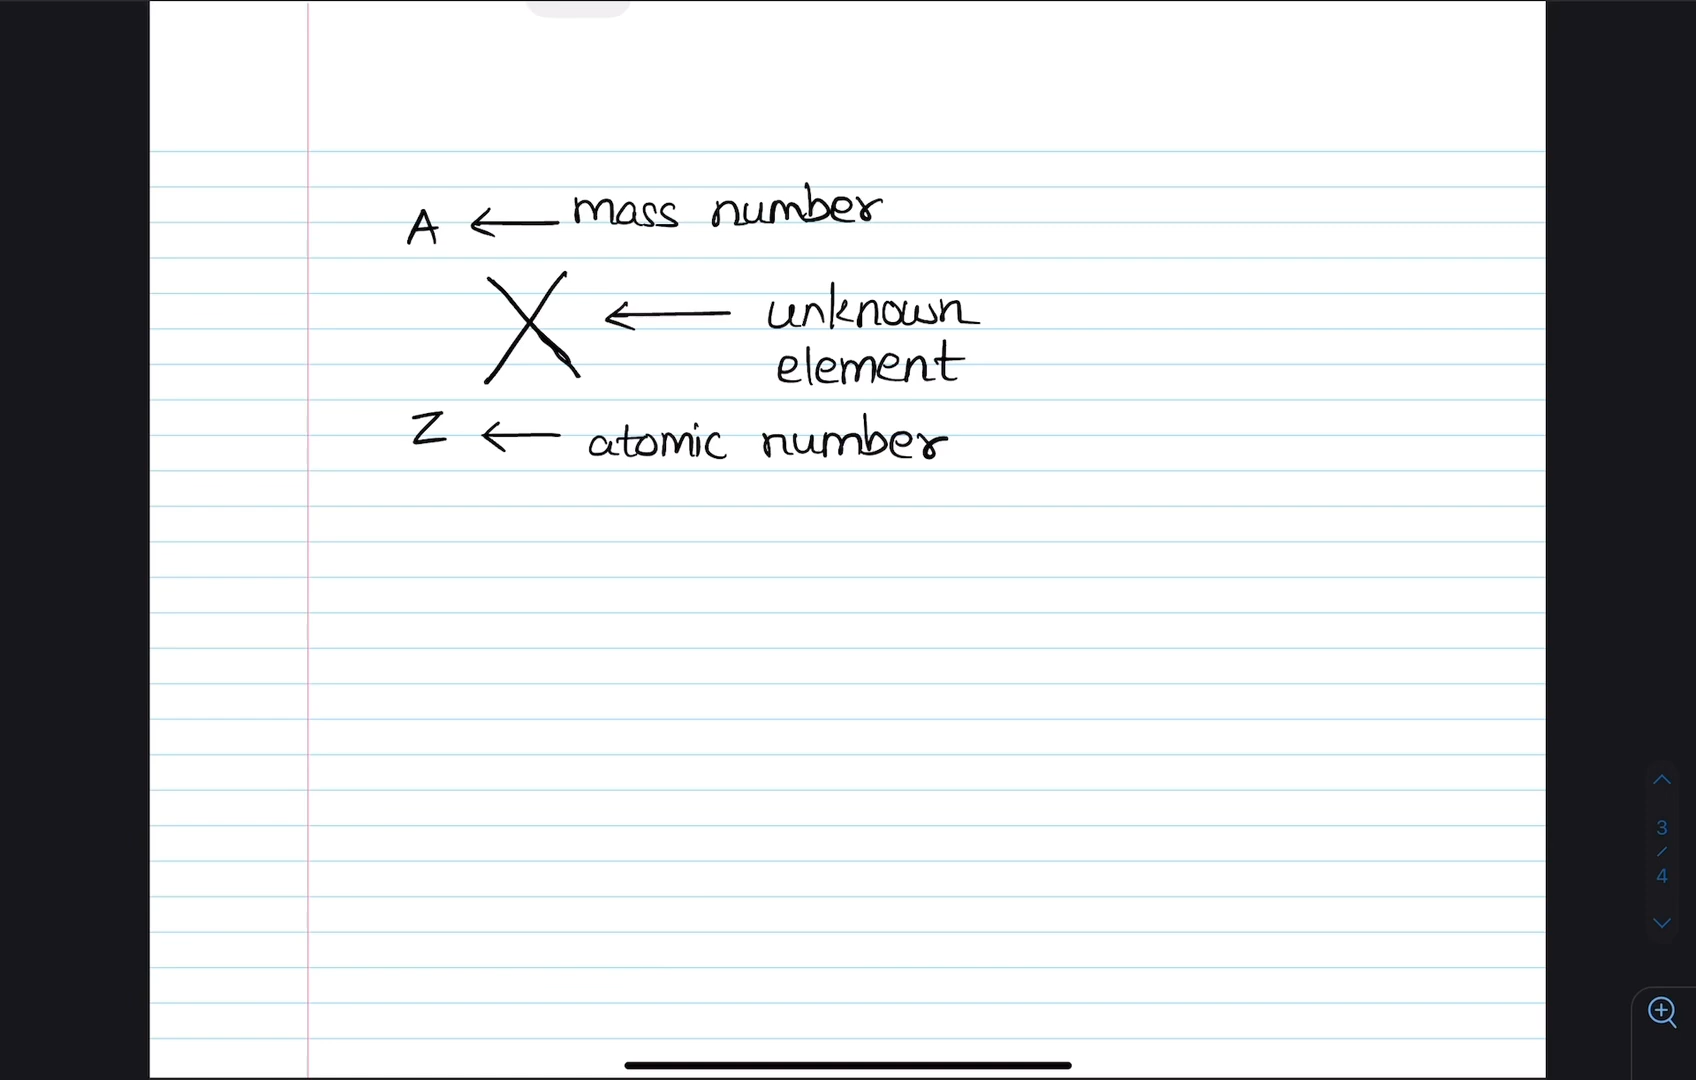 A ← mass number
X ← unknown
element
Z ← atomic number
3
/
4